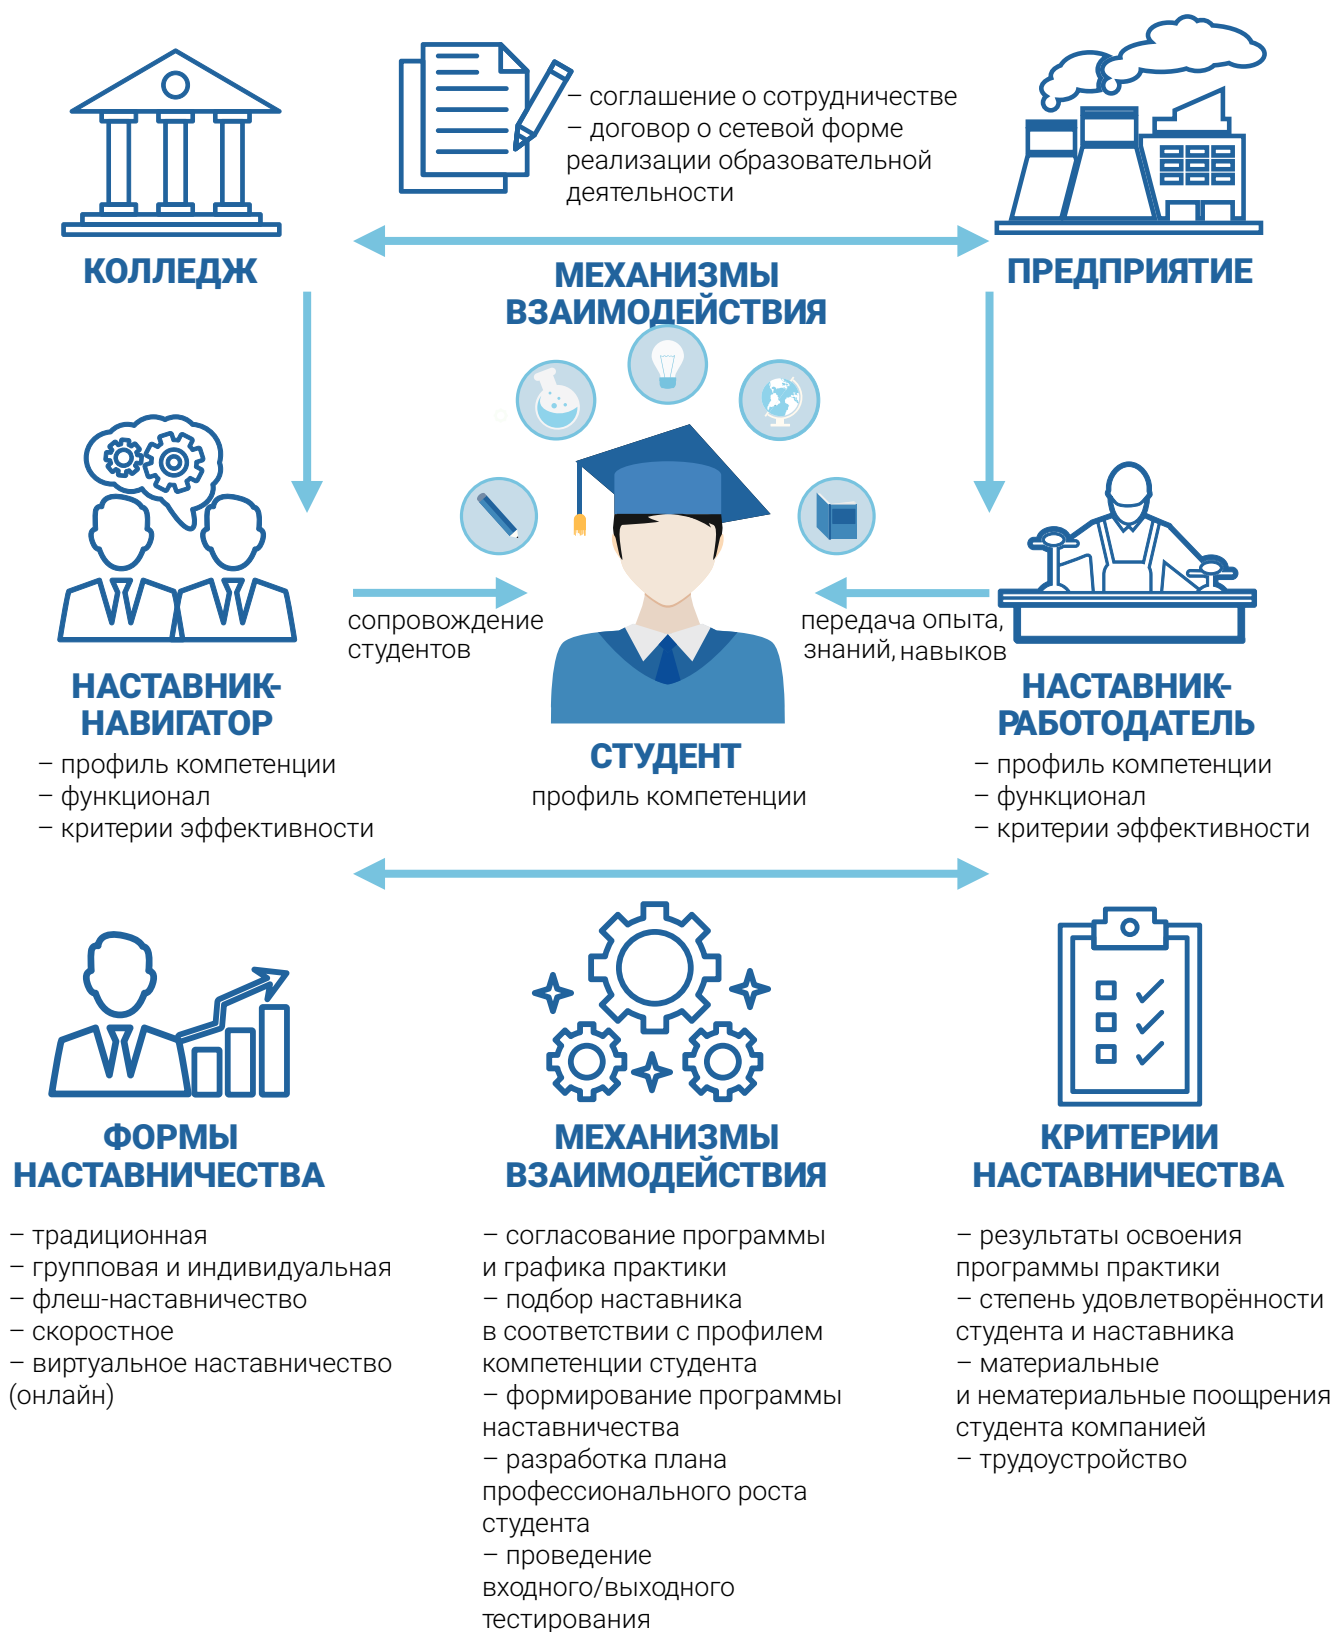 – соглашение о сотрудничестве
– договор о сетевой форме
реализации образовательной
деятельности
КОЛЛЕДЖ
МЕХАНИЗМЫ
ВЗАИМОДЕЙСТВИЯ
ПРЕДПРИЯТИЕ
сопровождение
студентов
передача опыта,
знаний, навыков
НАСТАВНИК-
НАВИГАТОР
– профиль компетенции
– функционал
– критерии эффективности
СТУДЕНТ
профиль компетенции
НАСТАВНИК-
РАБОТОДАТЕЛЬ
– профиль компетенции
– функционал
– критерии эффективности
ФОРМЫ
НАСТАВНИЧЕСТВА
– традиционная
– групповая и индивидуальная
– флеш-наставничество
– скоростное
– виртуальное наставничество
(онлайн)
МЕХАНИЗМЫ
ВЗАИМОДЕЙСТВИЯ
– согласование программы
и графика практики
– подбор наставника
в соответствии с профилем
компетенции студента
– формирование программы
наставничества
– разработка плана
профессионального роста
студента
– проведение
входного/выходного
тестирования
КРИТЕРИИ
НАСТАВНИЧЕСТВА
– результаты освоения
программы практики
– степень удовлетворённости
студента и наставника
– материальные
и нематериальные поощрения
студента компанией
– трудоустройство